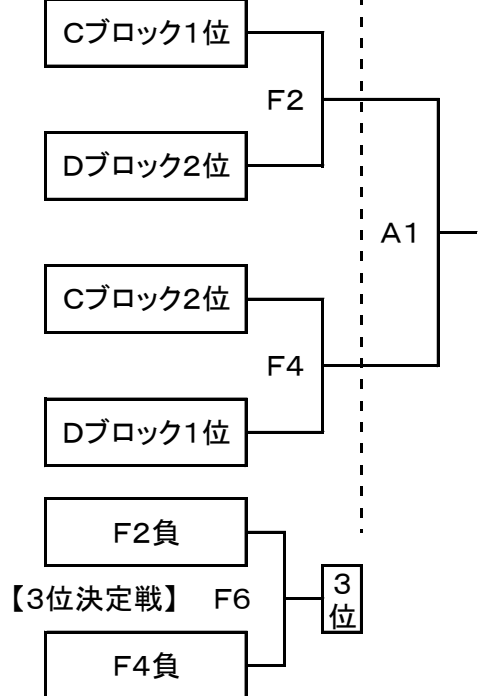 Cブロック1位
F2
Dブロック2位
A1
Cブロック2位
F4
Dブロック1位
F2負
【3位決定戦】 F6
3位
F4負